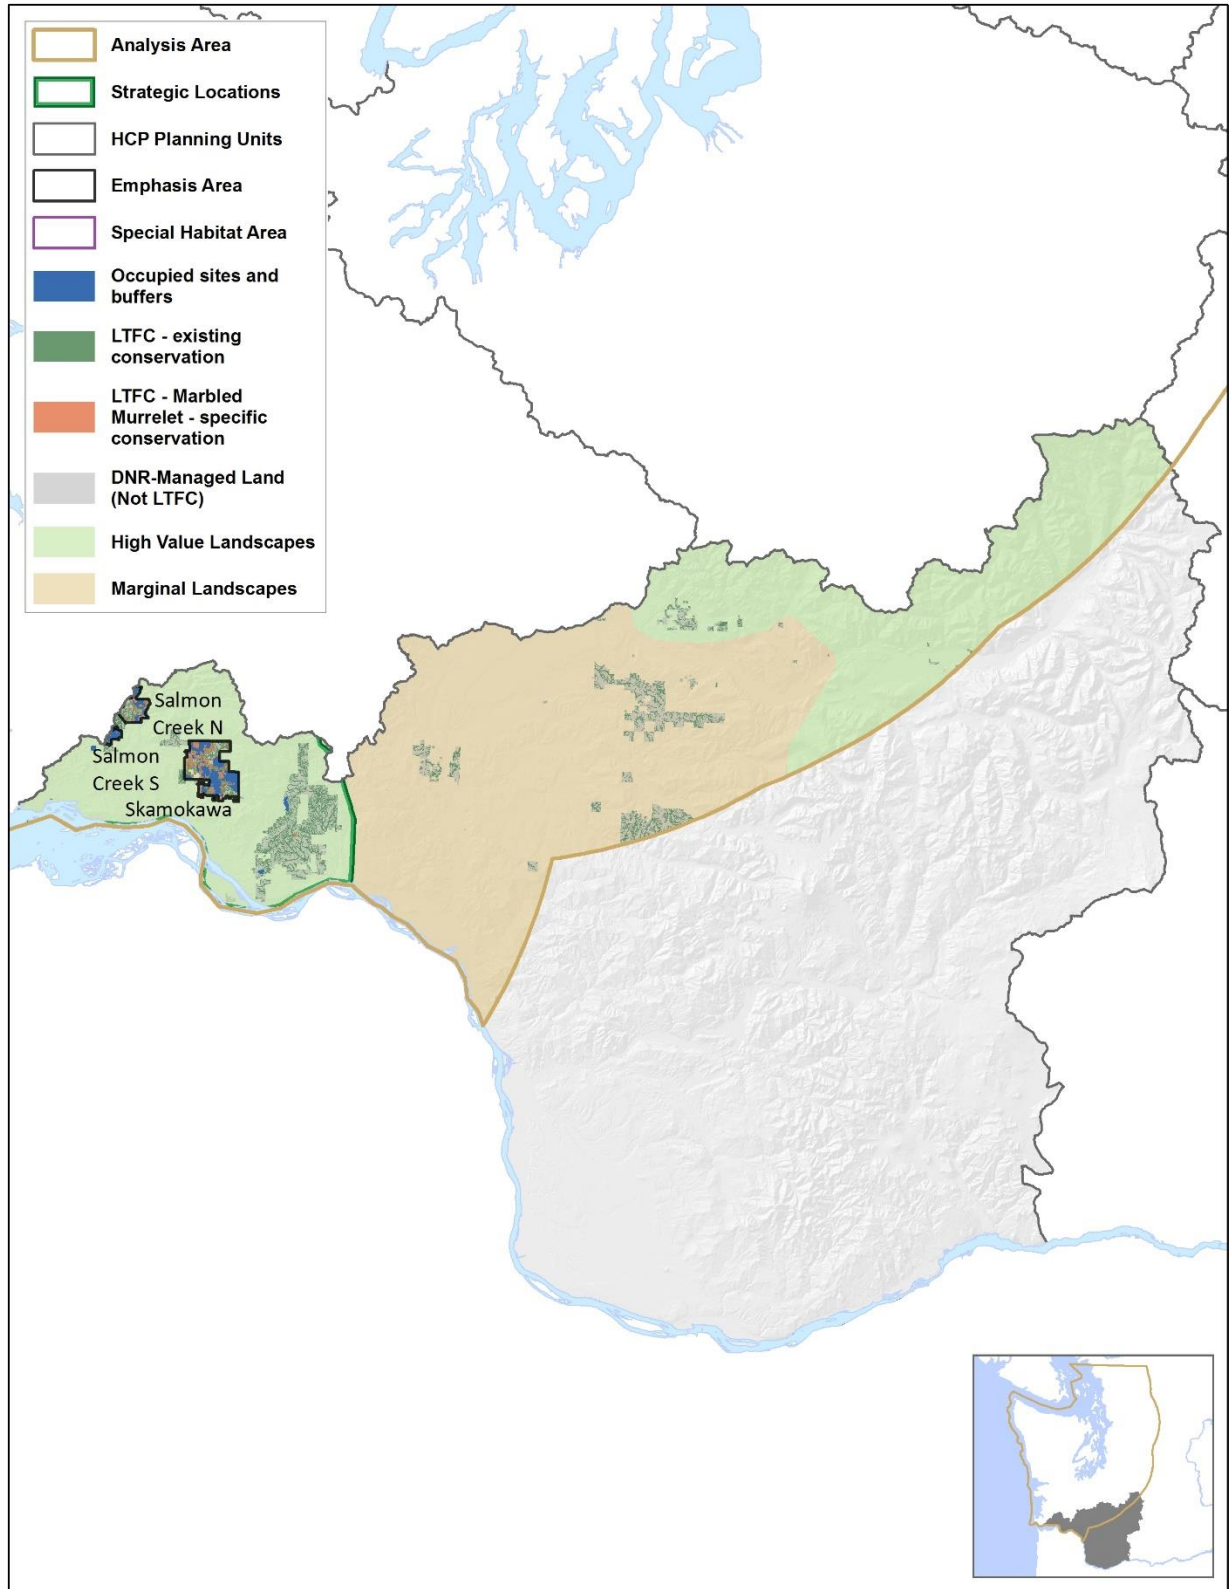 Analysis Area
Strategic Locations
HCP Planning Units
Emphasis Area
Special Habitat Area
Occupied sites and
buffers
LTFC - existing
conservation
LTFC - Marbled
Murrelet - specific
conservation
DNR-Managed Land
(Not LTFC)
High Value Landscapes
Marginal Landscapes
Salmon
Creek N
Salmon
Creek S
Skamokawa